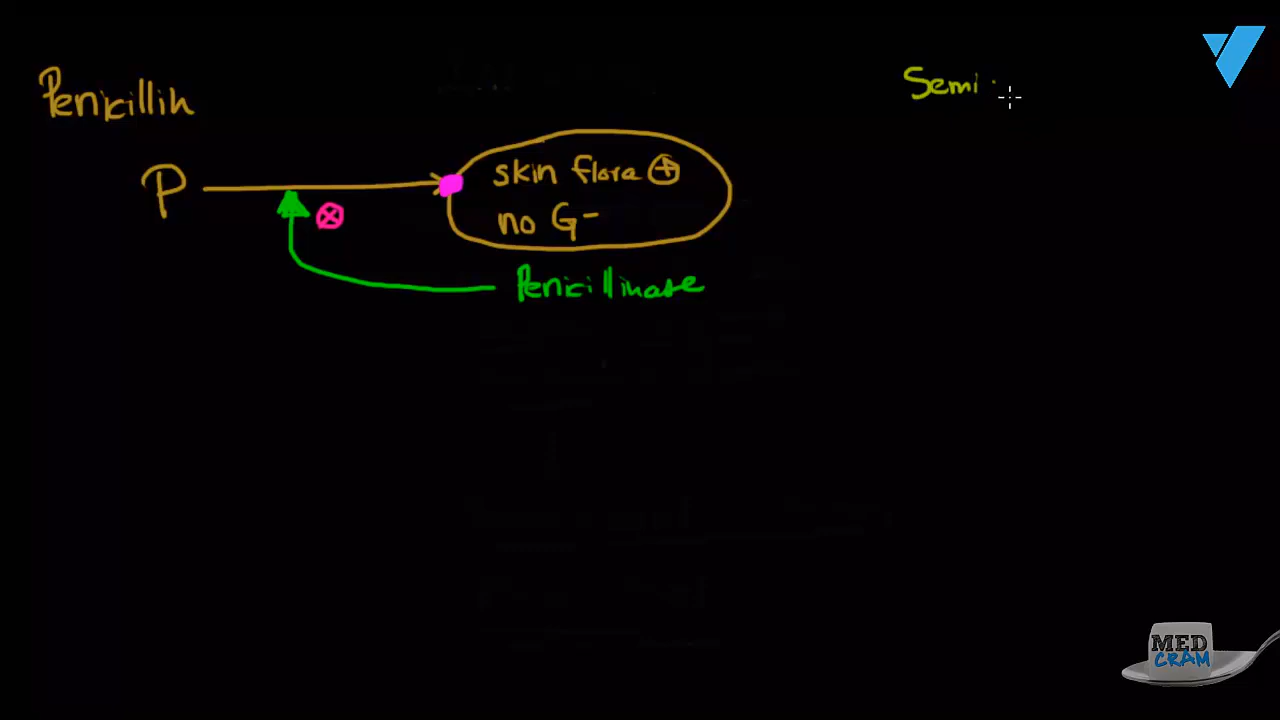 Penicillin
Semi
P
skin flora +
no G-
Penicillinase
MED
CRAM